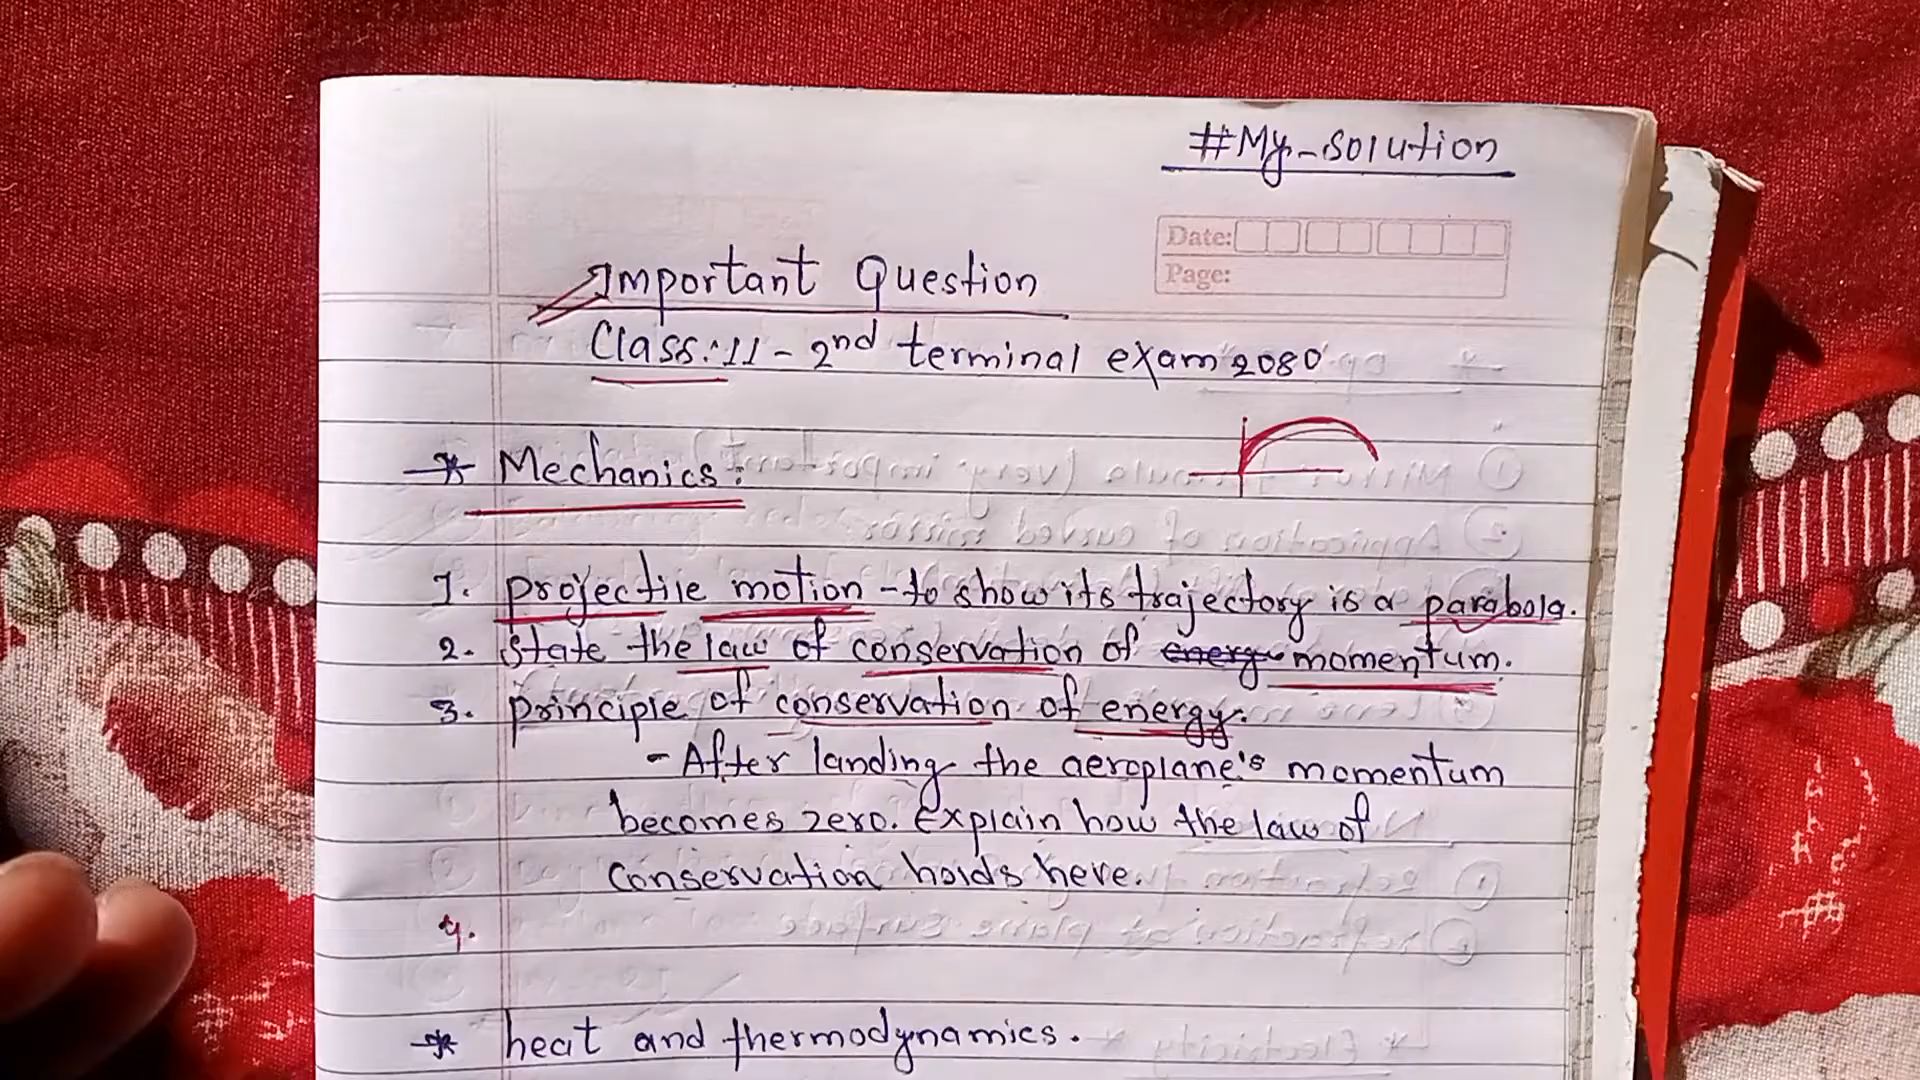 #My-solution
Date:
Page:
Important Question
Class:11 - 2nd terminal exam 2080
* Mechanics:
1. projectile motion - to show its trajectory is a parabola.
2. state the law of conservation of energy momentum.
3. principle of conservation of energy.
- After landing the aeroplane's momentum
becomes zero. Explain how the law of
conservation holds here.
4.
* heat and thermodynamics.